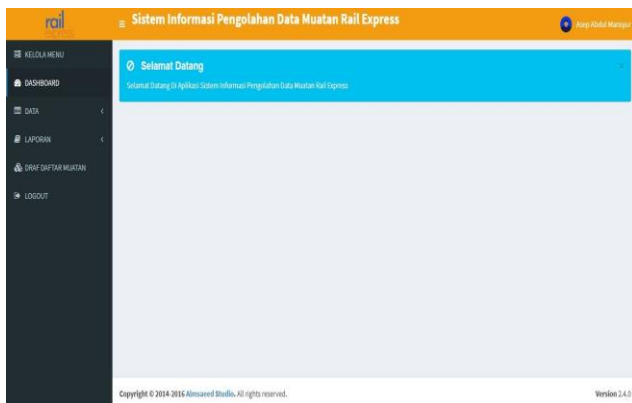 rail
express
Sistem Informasi Pengolahan Data Muatan Rail Express
Asep Abdul Mansyur
KELOLA MENU
DASHBOARD
DATA
LAPORAN
DRAF DAFTAR MUATAN
LOGOUT
Selamat Datang
Selamat Datang Di Aplikasi Sistem Informasi Pengolahan Data Muatan Rail Express
Copyright © 2014-2016 Almsaeed Studio. All rights reserved.
Version 2.4.0